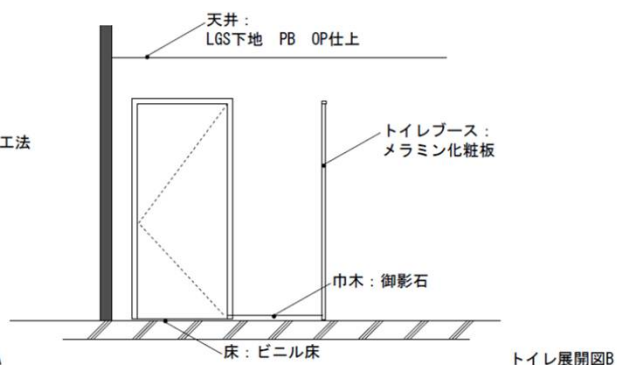 天井：
LGS下地　PB　OP仕上
工法
トイレブース：
メラミン化粧板
巾木：御影石
床：ビニル床
トイレ展開図B